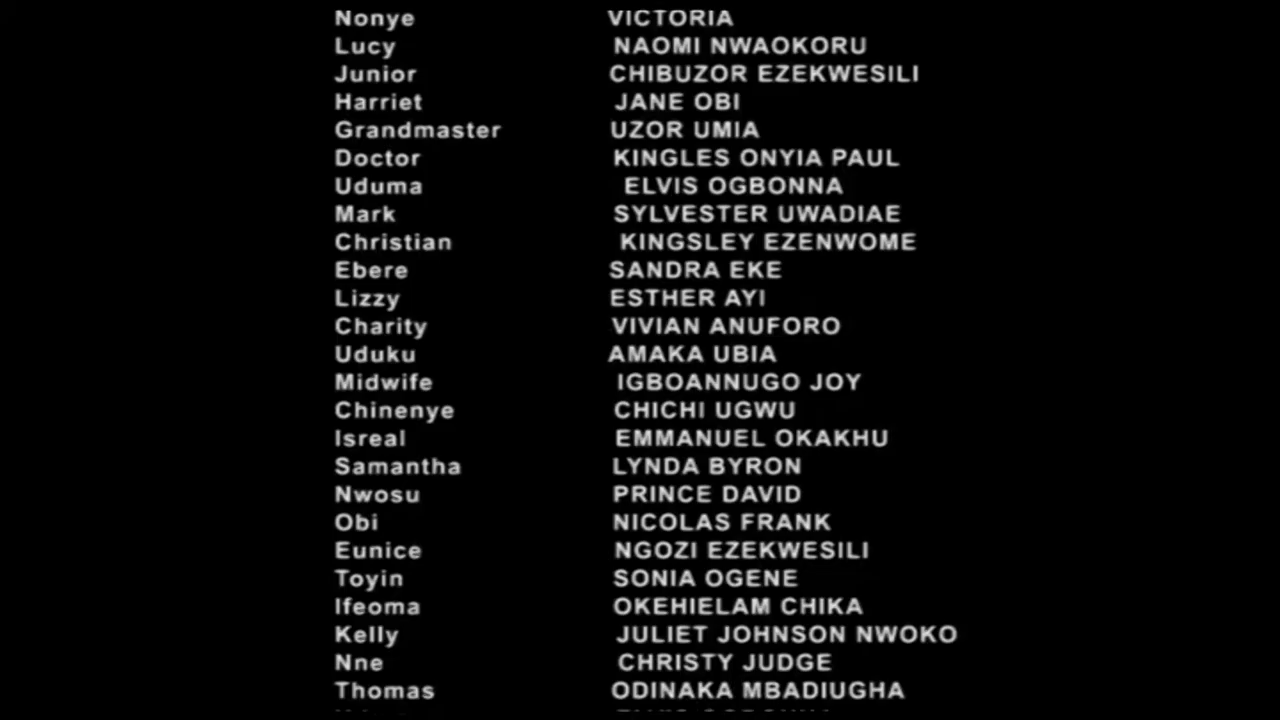 Nonye VICTORIA
Lucy NAOMI NWAOKORU
Junior CHIBUZOR EZEKWESILI
Harriet JANE OBI
Grandmaster UZOR UMIA
Doctor KINGLES ONYIA PAUL
Uduma ELVIS OGBONNA
Mark SYLVESTER UWADIAE
Christian KINGSLEY EZENWOME
Ebere SANDRA EKE
Lizzy ESTHER AYI
Charity VIVIAN ANUFORO
Uduku AMAKA UBIA
Midwife IGBOANNUGO JOY
Chinenye CHICHI UGWU
Isreal EMMANUEL OKAKHU
Samantha LYNDA BYRON
Nwosu PRINCE DAVID
Obi NICOLAS FRANK
Eunice NGOZI EZEKWESILI
Toyin SONIA OGENE
Ifeoma OKEHIELAM CHIKA
Kelly JULIET JOHNSON NWOKO
Nne CHRISTY JUDGE
Thomas ODINAKA MBADIUGHA